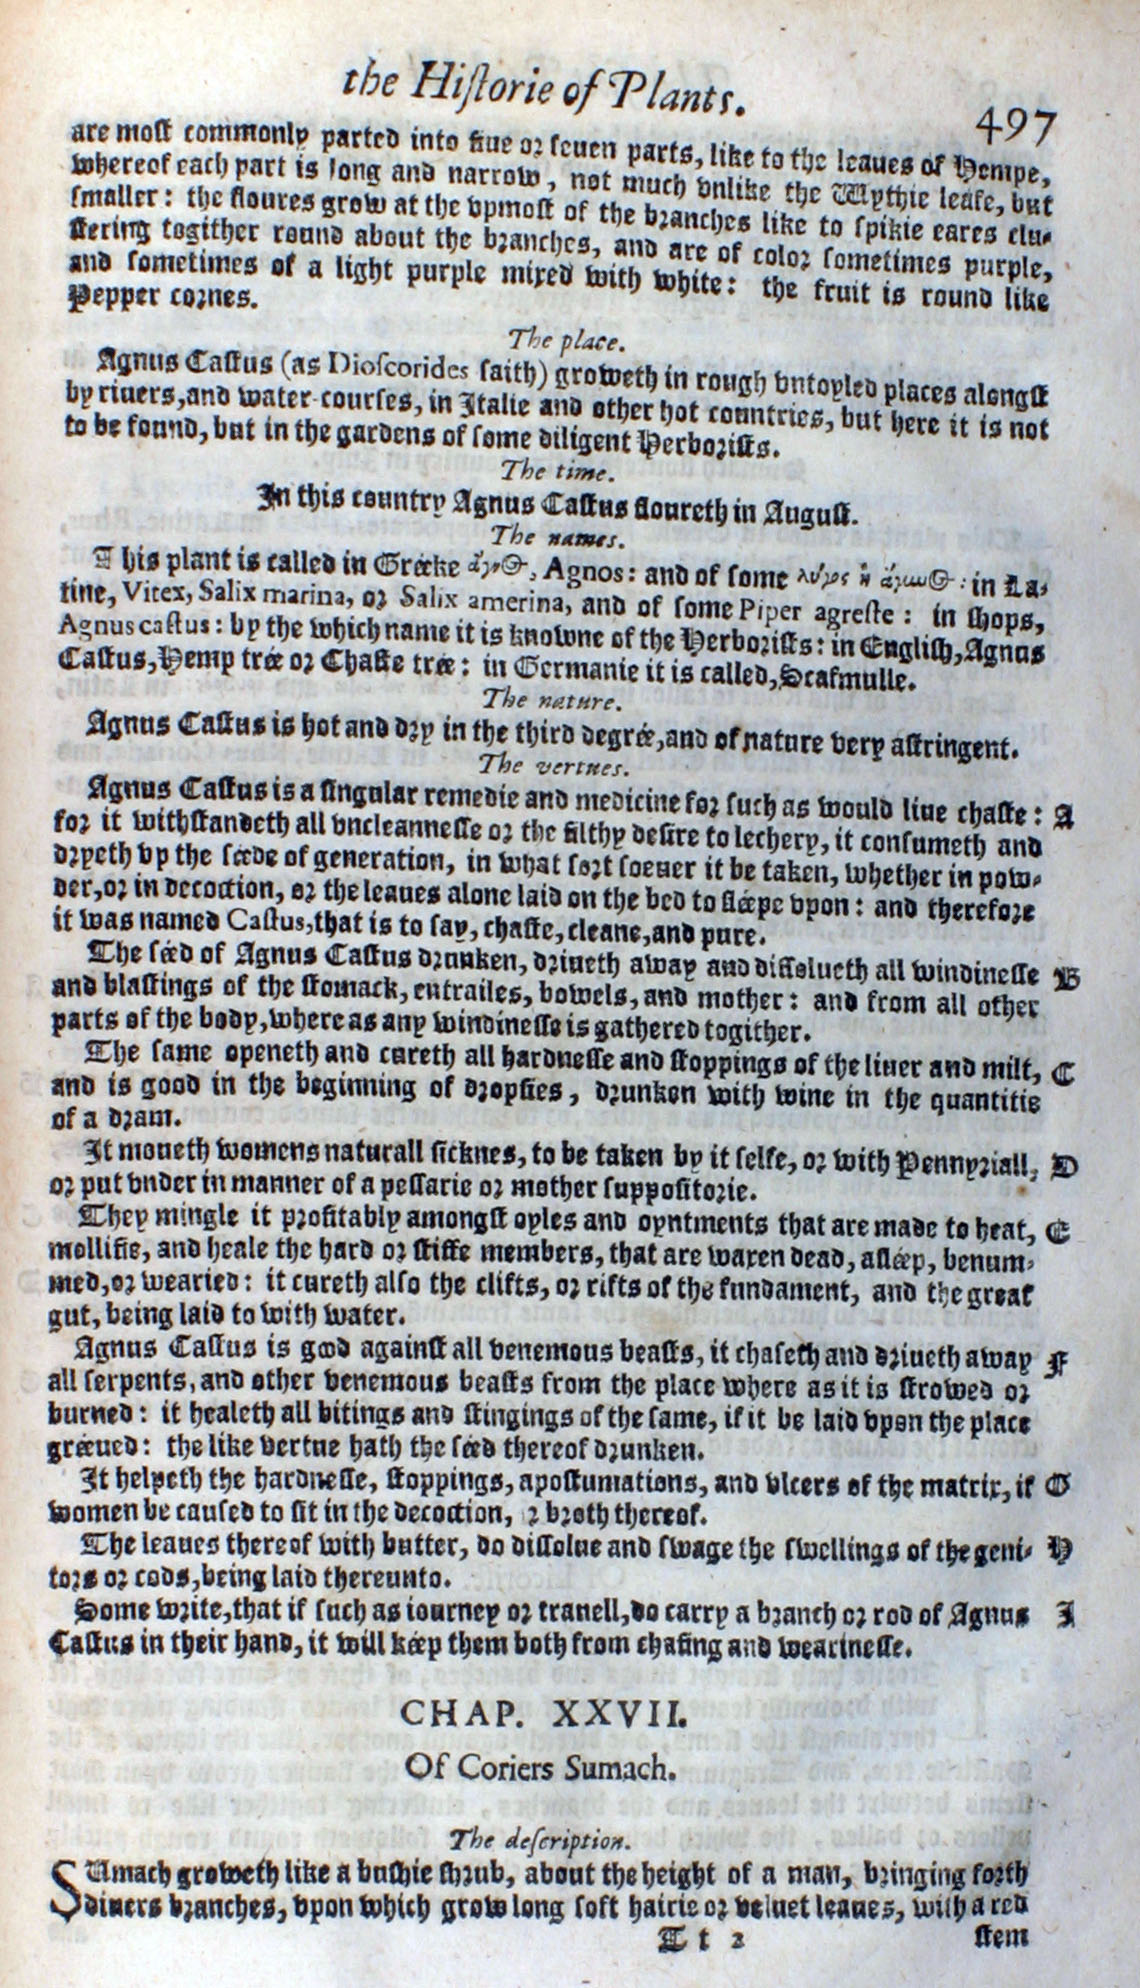 the Hiſtorie of Plants.
497
are moſt commonly parted into fiue or ſeuen parts, like to the leaues of Hempe,
whereof each part is long and narrow, not much vnlike the Wythie leafe, but
ſmaller: the floures grow at the vpmoſt of the branches like to ſpikie eares clu-
ſtering togither round about the branches, and are of color ſometimes purple,
and ſometimes of a light purple mixed with white: the fruit is round like
Pepper cornes.
The place.
Agnus Caſtus (as Dioſcorides ſaith) groweth in rough vntoyled places alongſt
by riuers, and water-courſes, in Italie and other hot countries, but here it is not
to be found, but in the gardens of ſome diligent Herboriſts.
The time.
In this country Agnus Caſtus floureth in Auguſt.
The names.
This plant is called in Greeke ἄγν☉, Agnos: and of ſome λύγος ἢ ἄγων☉: in La-
tine, Vitex, Salix marina, or Salix amerina, and of ſome Piper agreſte: in ſhops,
Agnus caſtus: by the which name it is knowne of the Herboriſts: in Engliſh, Agnus
Caſtus, Hemp tree or Chaſte tree: in Germanie it is called, Scafmulle.
The nature.
Agnus Caſtus is hot and dry in the third degree, and of nature very aſtringent.
The vertues.
Agnus Caſtus is a ſingular remedie and medicine for ſuch as would liue chaſte: A
for it withſtandeth all vncleanneſſe or the filthy deſire to lechery, it conſumeth and
dryeth vp the ſeede of generation, in what ſort ſoeuer it be taken, whether in pow-
der, or in decoction, or the leaues alone laid on the bed to ſleepe vpon: and therefore
it was named Caſtus, that is to ſay, chaſte, cleane, and pure.
The ſeed of Agnus Caſtus drunken, driueth away and diſſolueth all windineſſe B
and blaſtings of the ſtomack, entrailes, bowels, and mother: and from all other
parts of the body, where as any windineſſe is gathered togither.
The ſame openeth and cureth all hardneſſe and ſtoppings of the liuer and milt, C
and is good in the beginning of dropſies, drunken with wine in the quantitie
of a dram.
It moueth womens naturall ſicknes, to be taken by it ſelfe, or with Pennyriall, D
or put vnder in manner of a peſſarie or mother ſuppoſitorie.
They mingle it profitably amongſt oyles and oyntments that are made to heat, E
mollifie, and heale the hard or ſtiffe members, that are waxen dead, aſleep, benum-
med, or wearied: it cureth alſo the clifts, or rifts of the fundament, and the great
gut, being laid to with water.
Agnus Caſtus is good againſt all venemous beaſts, it chaſeth and driueth away F
all ſerpents, and other venemous beaſts from the place where as it is ſtrowed or
burned: it healeth all bitings and ſtingings of the ſame, if it be laid vpon the place
greeued: the like vertue hath the ſeed thereof drunken.
It helpeth the hardneſſe, ſtoppings, apoſtumations, and vlcers of the matrix, if G
women be cauſed to ſit in the decoction, or broth thereof.
The leaues thereof with butter, do diſſolue and ſwage the ſwellings of the geni- H
tors or cods, being laid thereunto.
Some write, that if ſuch as iourney or trauell, do carry a branch or rod of Agnus I
Caſtus in their hand, it will keep them both from chafing and wearineſſe.
CHAP. XXVII.
Of Coriers Sumach.
The deſcription.
SUmach groweth like a buſhie ſhrub, about the height of a man, bringing forth
diuers branches, vpon which grow long ſoft hairie or veluet leaues, with a red
Tt 2 ſtem